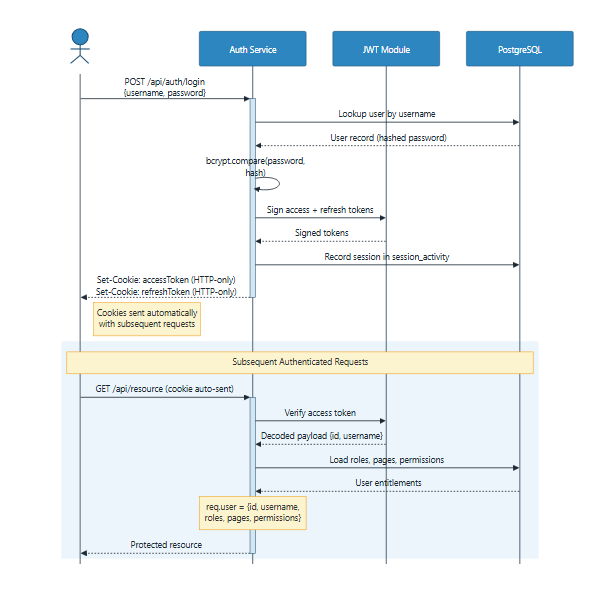 Auth Service
JWT Module
PostgreSQL
POST /api/auth/login
{username, password}
Lookup user by username
User record (hashed password)
bcrypt.compare(password,
hash)
Sign access + refresh tokens
Signed tokens
Record session in session_activity
Set-Cookie: accessToken (HTTP-only)
Set-Cookie: refreshToken (HTTP-only)
Cookies sent automatically
with subsequent requests
Subsequent Authenticated Requests
GET /api/resource (cookie auto-sent)
Verify access token
Decoded payload {id, username}
Load roles, pages, permissions
User entitlements
req.user = {id, username,
roles, pages, permissions}
Protected resource